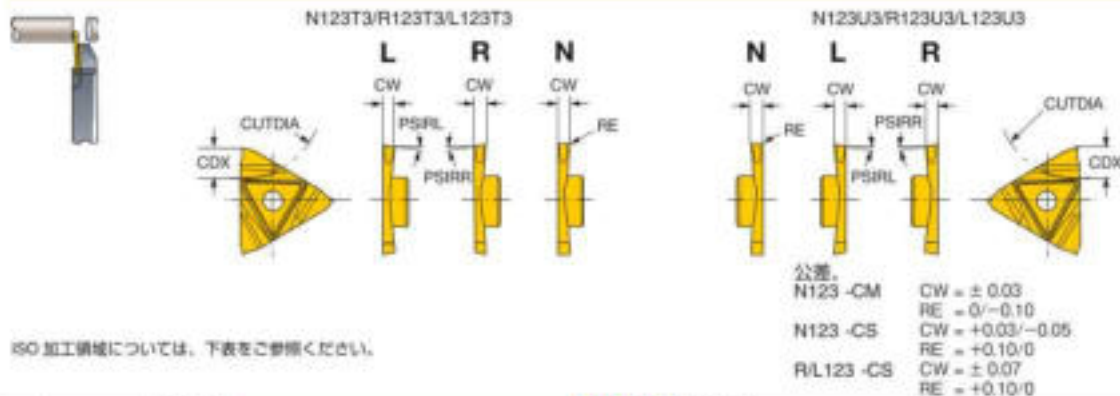 N123T3/R123T3/L123T3
L R N
CW CW CW
CUTDIA
PSIRL
RE
CDX
PSIRR
N123U3/R123U3/L123U3
N L R
CW CW CW
CUTDIA
PSIRR
RE
CDX
PSIRL
公差.
N123 -CM CW = ± 0.03
RE = 0/−0.10
N123 -CS CW = +0.03/−0.05
RE = +0.10/0
R/L123 -CS CW = ± 0.07
RE = +0.10/0
ISO 加工領域については、下表をご参照ください。